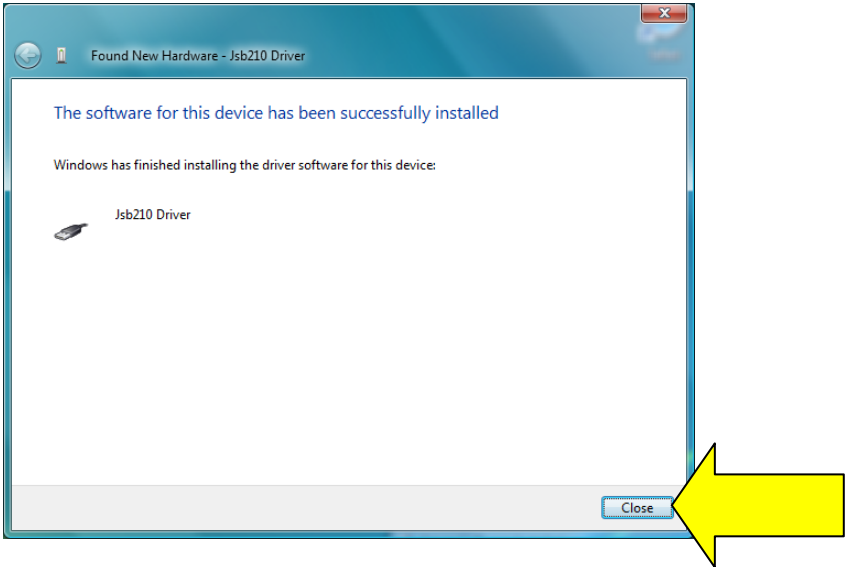 Found New Hardware - Jsb210 Driver
The software for this device has been successfully installed
Windows has finished installing the driver software for this device:
Jsb210 Driver
Close